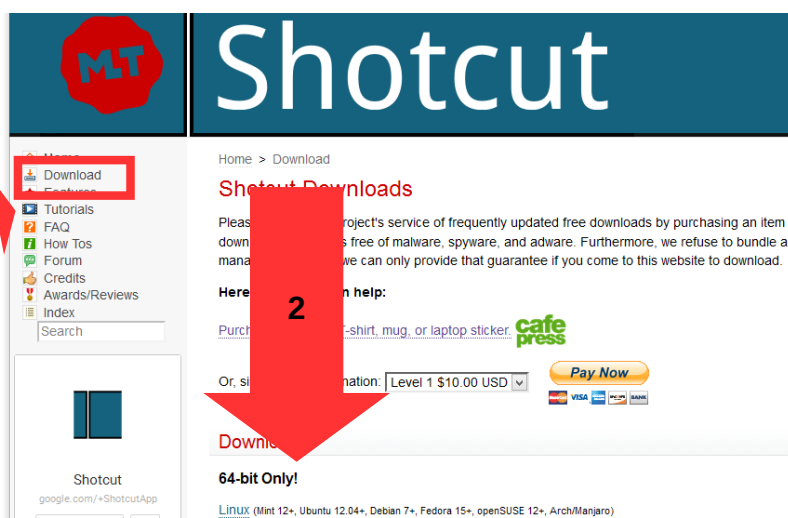 MLT
Shotcut
Home
Download
Features
Tutorials
FAQ
How Tos
Forum
Credits
Awards/Reviews
Index
Search
Shotcut
google.com/+ShotcutApp
Home > Download
Shotcut Downloads
roject's service of frequently updated free downloads by purchasing an item
down s free of malware, spyware, and adware. Furthermore, we refuse to bundle a
mana we can only provide that guarantee if you come to this website to download.
Here n help:
Purch T-shirt, mug, or laptop sticker. cafe press
Or, si nation: Level 1 $10.00 USD Pay Now
VISA
BANK
2
Downl
64-bit Only!
Linux (Mint 12+, Ubuntu 12.04+, Debian 7+, Fedora 15+, openSUSE 12+, Arch/Manjaro)